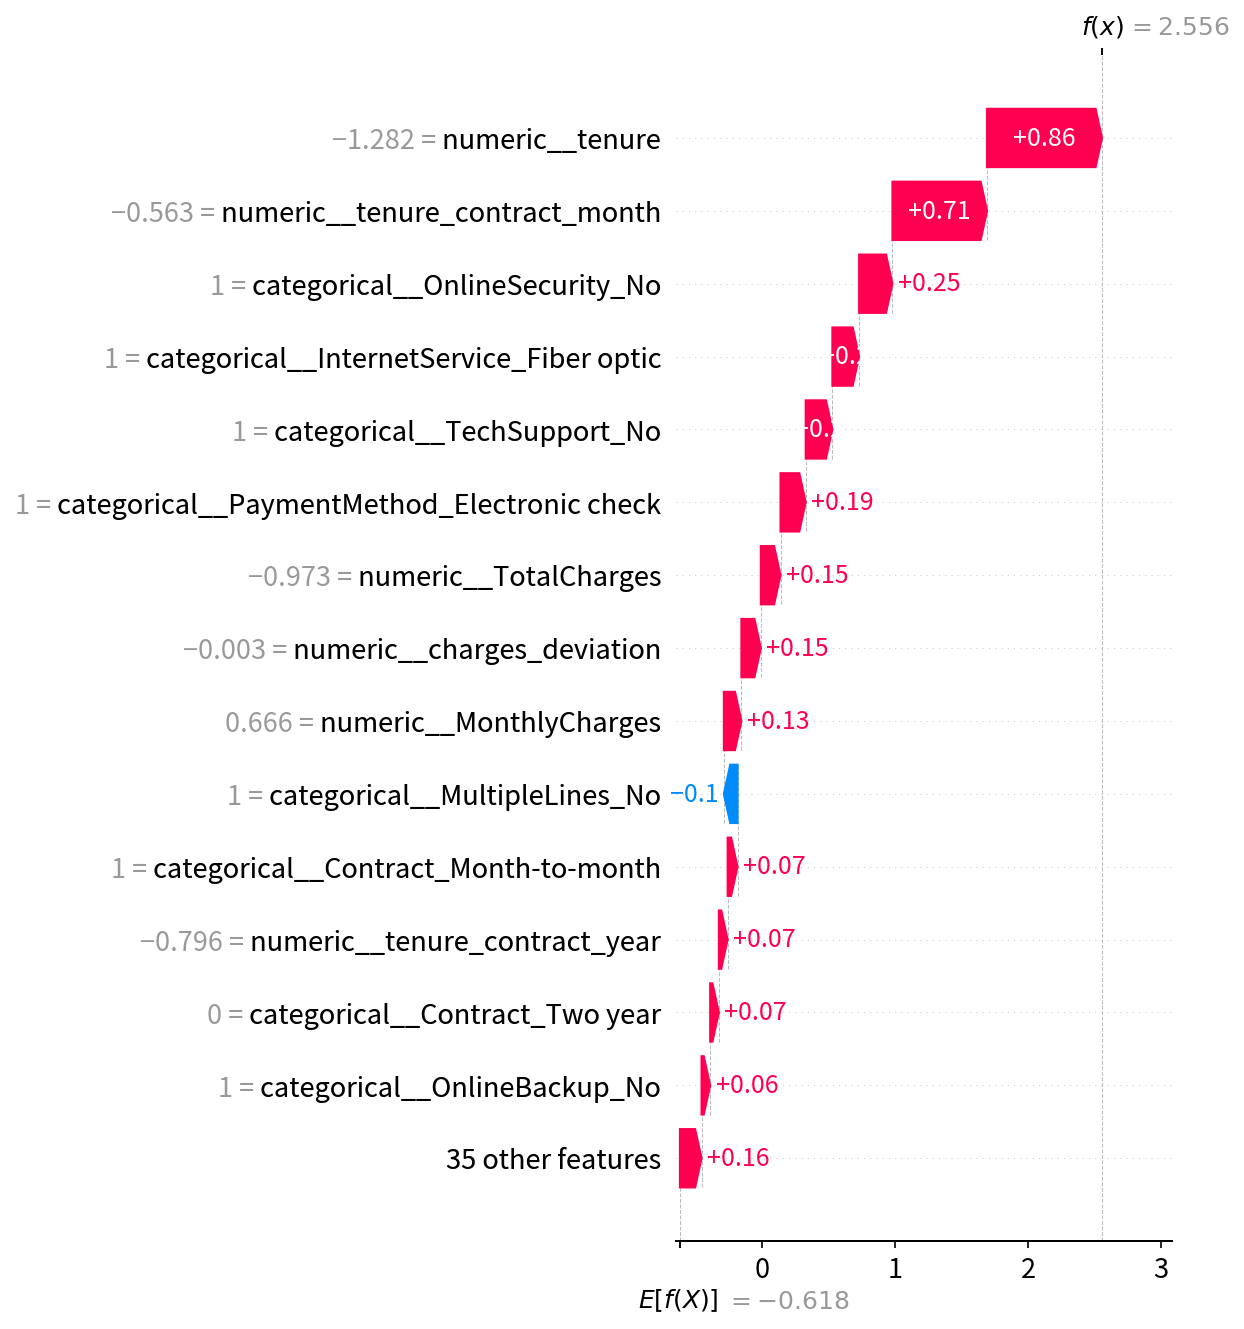 f(x) = 2.556
−1.282 = numeric__tenure
+0.86
−0.563 = numeric__tenure_contract_month
+0.71
1 = categorical__OnlineSecurity_No
+0.25
1 = categorical__InternetService_Fiber optic
1 = categorical__TechSupport_No
1 = categorical__PaymentMethod_Electronic check
+0.19
−0.973 = numeric__TotalCharges
+0.15
−0.003 = numeric__charges_deviation
+0.15
0.666 = numeric__MonthlyCharges
+0.13
1 = categorical__MultipleLines_No
−0.1
1 = categorical__Contract_Month-to-month
+0.07
−0.796 = numeric__tenure_contract_year
+0.07
0 = categorical__Contract_Two year
+0.07
1 = categorical__OnlineBackup_No
+0.06
35 other features
+0.16
0 1 2 3
E[f(X)] = −0.618